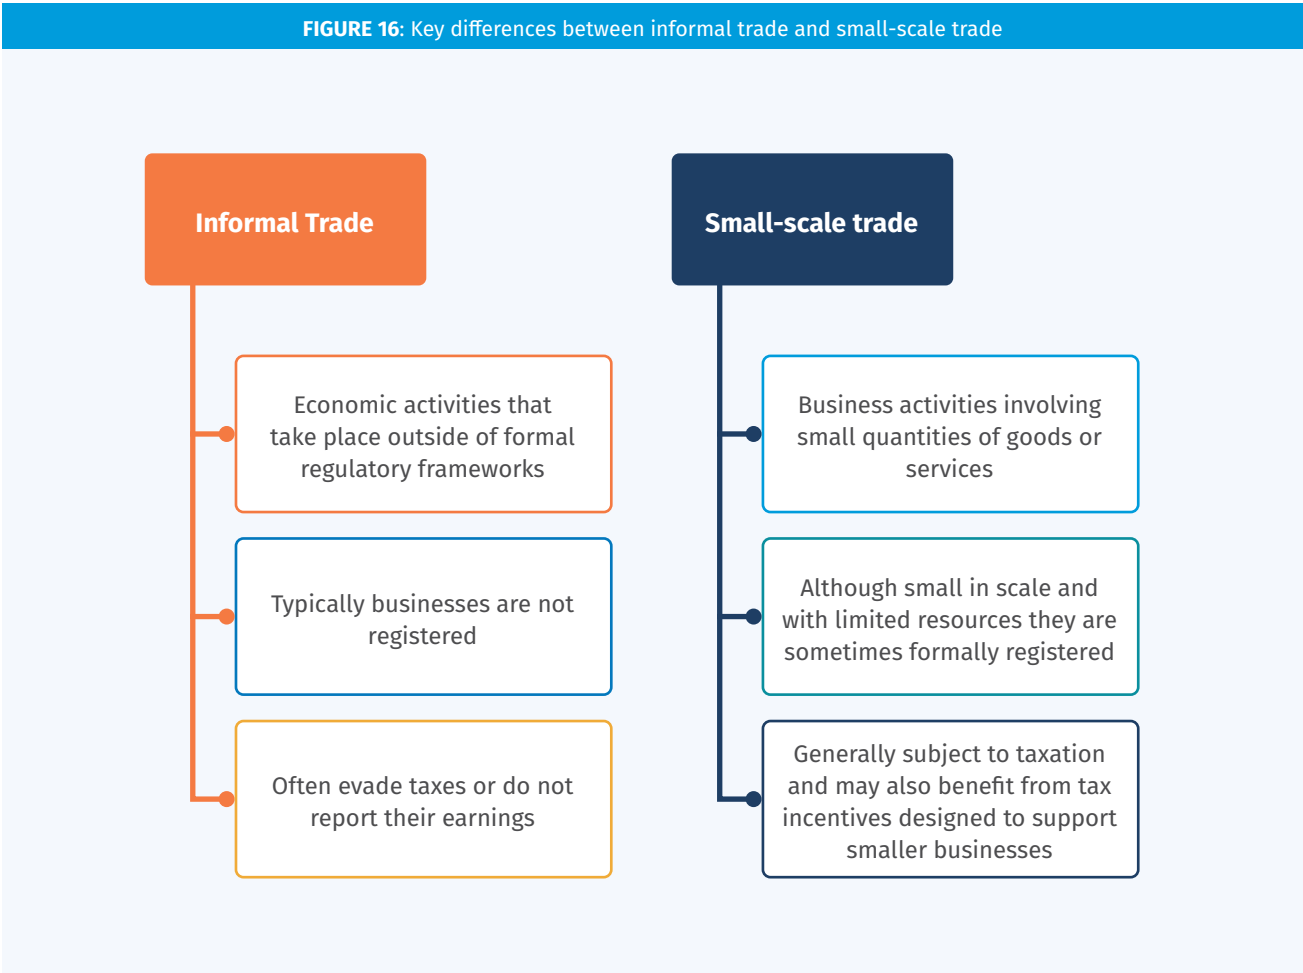 FIGURE 16: Key differences between informal trade and small-scale trade
Informal Trade
Economic activities that
take place outside of formal
regulatory frameworks
Typically businesses are not
registered
Often evade taxes or do not
report their earnings
Small-scale trade
Business activities involving
small quantities of goods or
services
Although small in scale and
with limited resources they are
sometimes formally registered
Generally subject to taxation
and may also benefit from tax
incentives designed to support
smaller businesses